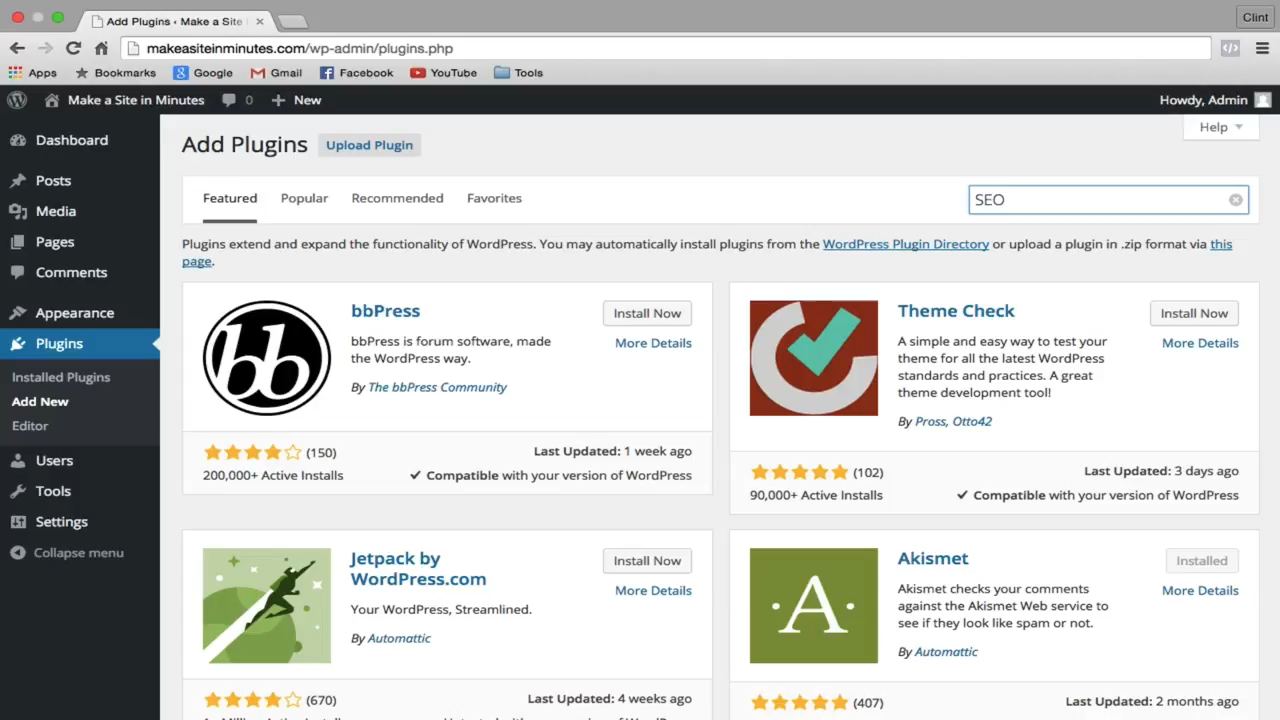 Clint
Add Plugins ‹ Make a Site
makeasiteinminutes.com/wp-admin/plugins.php
Apps Bookmarks Google Gmail Facebook YouTube Tools
Make a Site in Minutes 0 + New Howdy, Admin
Help
Dashboard
Posts
Media
Pages
Comments
Appearance
Plugins
Installed Plugins
Add New
Editor
Users
Tools
Settings
Collapse menu
Add Plugins Upload Plugin
Featured Popular Recommended Favorites SEO
Plugins extend and expand the functionality of WordPress. You may automatically install plugins from the WordPress Plugin Directory or upload a plugin in .zip format via this
page.
bb
bbPress
Install Now
More Details
bbPress is forum software, made
the WordPress way.
By The bbPress Community
(150)
Last Updated: 1 week ago
200,000+ Active Installs
Compatible with your version of WordPress
Theme Check
Install Now
More Details
A simple and easy way to test your
theme for all the latest WordPress
standards and practices. A great
theme development tool!
By Pross, Otto42
(102)
Last Updated: 3 days ago
90,000+ Active Installs
Compatible with your version of WordPress
Jetpack by
WordPress.com
Install Now
More Details
Your WordPress, Streamlined.
By Automattic
(670)
Last Updated: 4 weeks ago
A
Akismet
Installed
More Details
Akismet checks your comments
against the Akismet Web service to
see if they look like spam or not.
By Automattic
(407)
Last Updated: 2 months ago